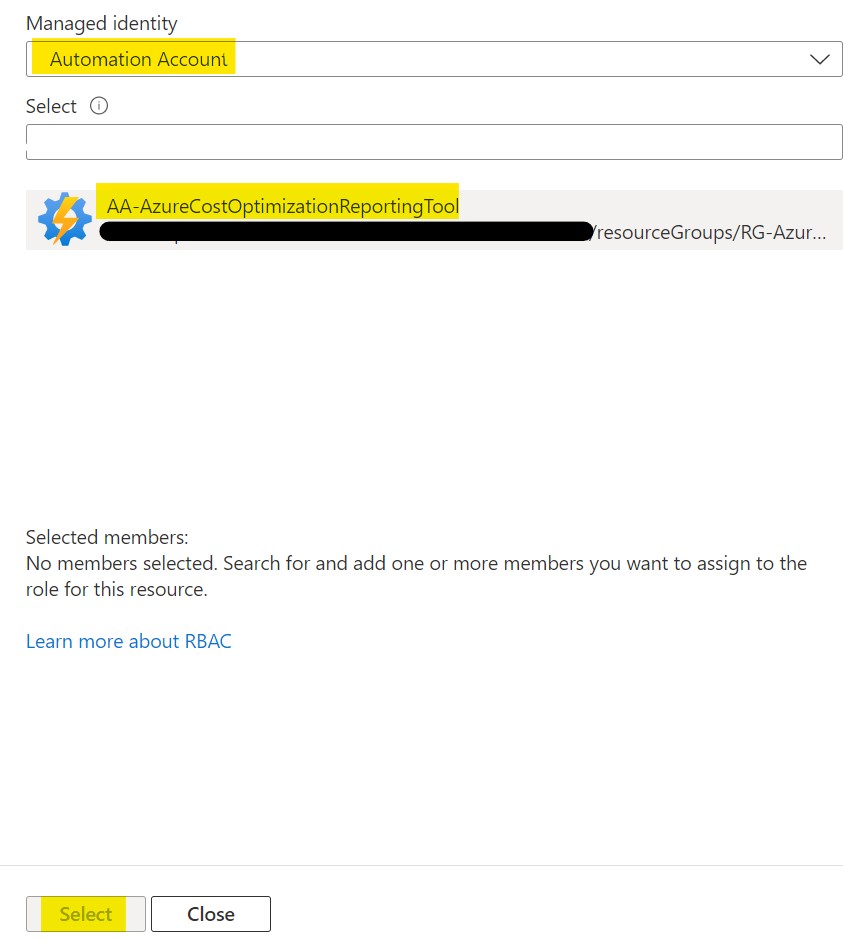 Managed identity
Automation Account
Select
AA-AzureCostOptimizationReportingTool
/resourceGroups/RG-Azur...
Selected members:
No members selected. Search for and add one or more members you want to assign to the
role for this resource.
Learn more about RBAC
Select
Close